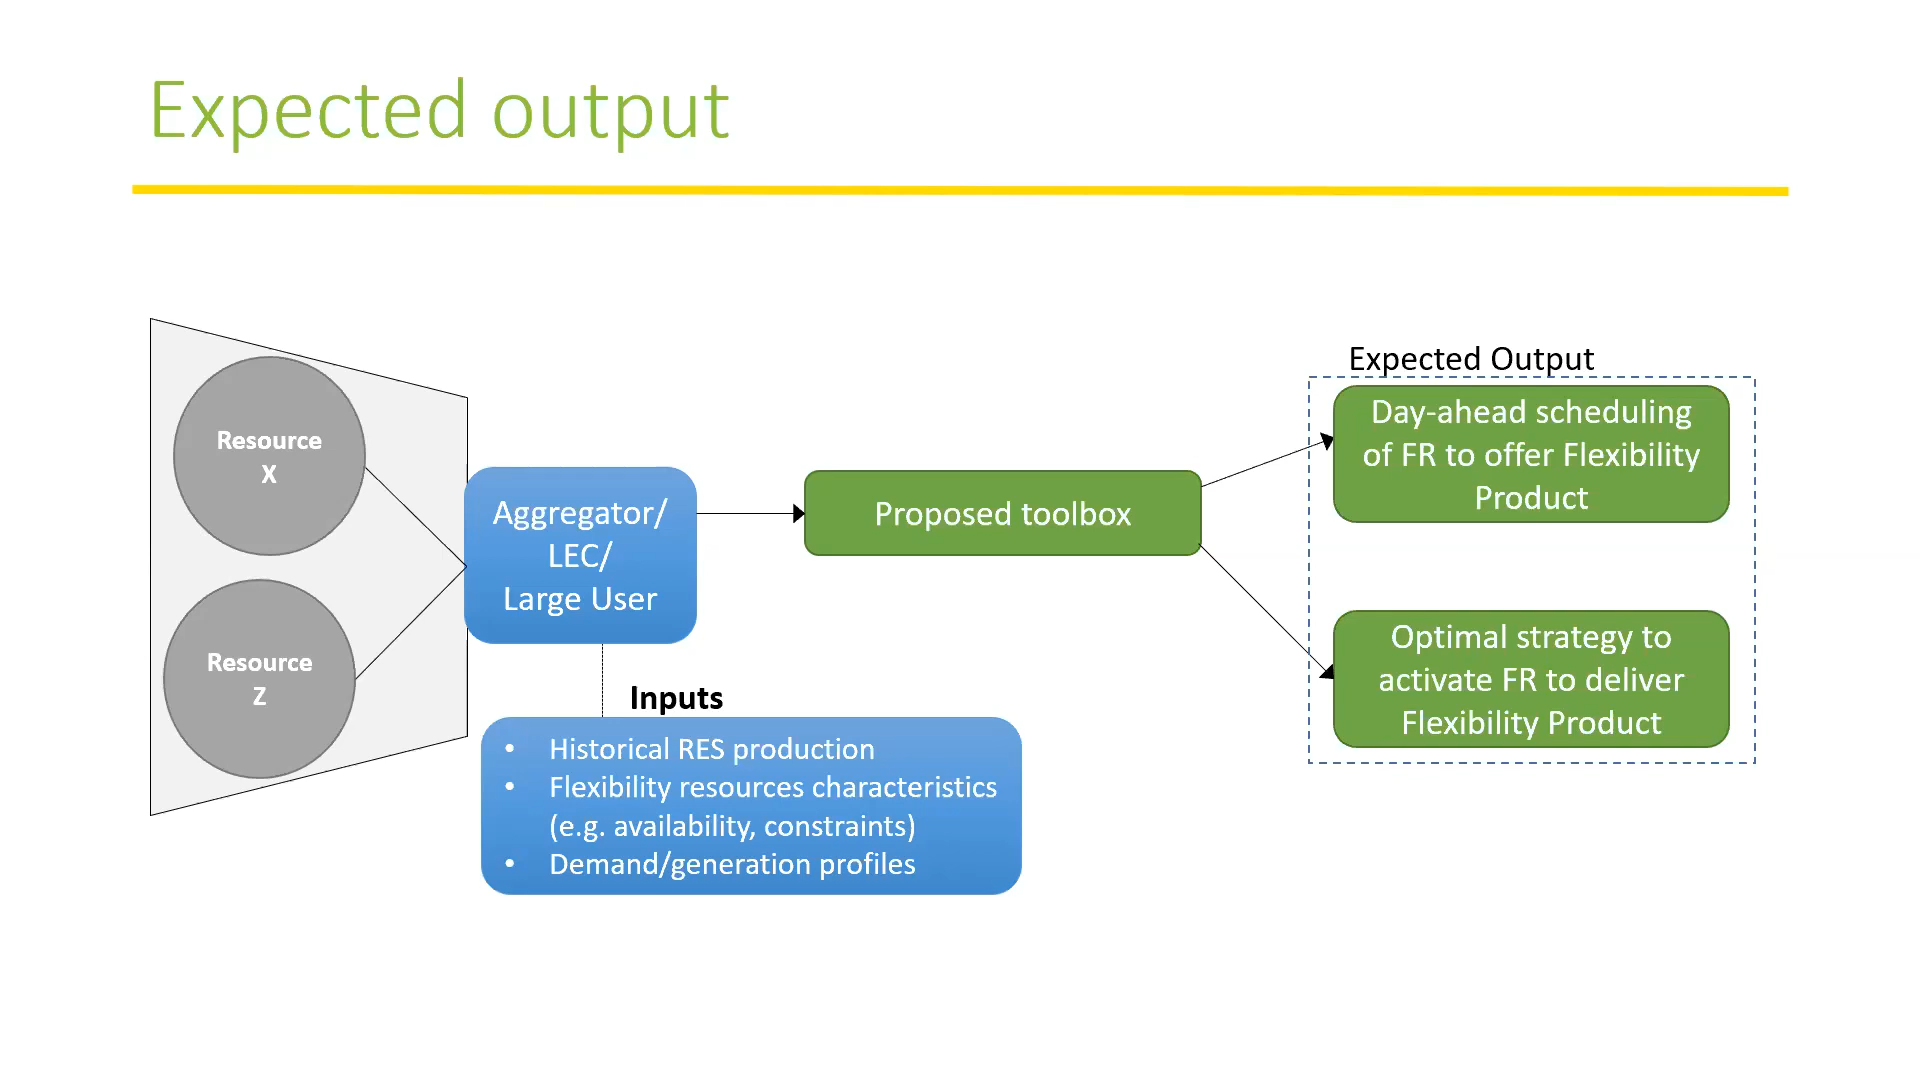 Expected output
Resource
X
Resource
Z
Aggregator/
LEC/
Large User
Inputs
• Historical RES production
• Flexibility resources characteristics
(e.g. availability, constraints)
• Demand/generation profiles
Proposed toolbox
Expected Output
Day-ahead scheduling
of FR to offer Flexibility
Product
Optimal strategy to
activate FR to deliver
Flexibility Product